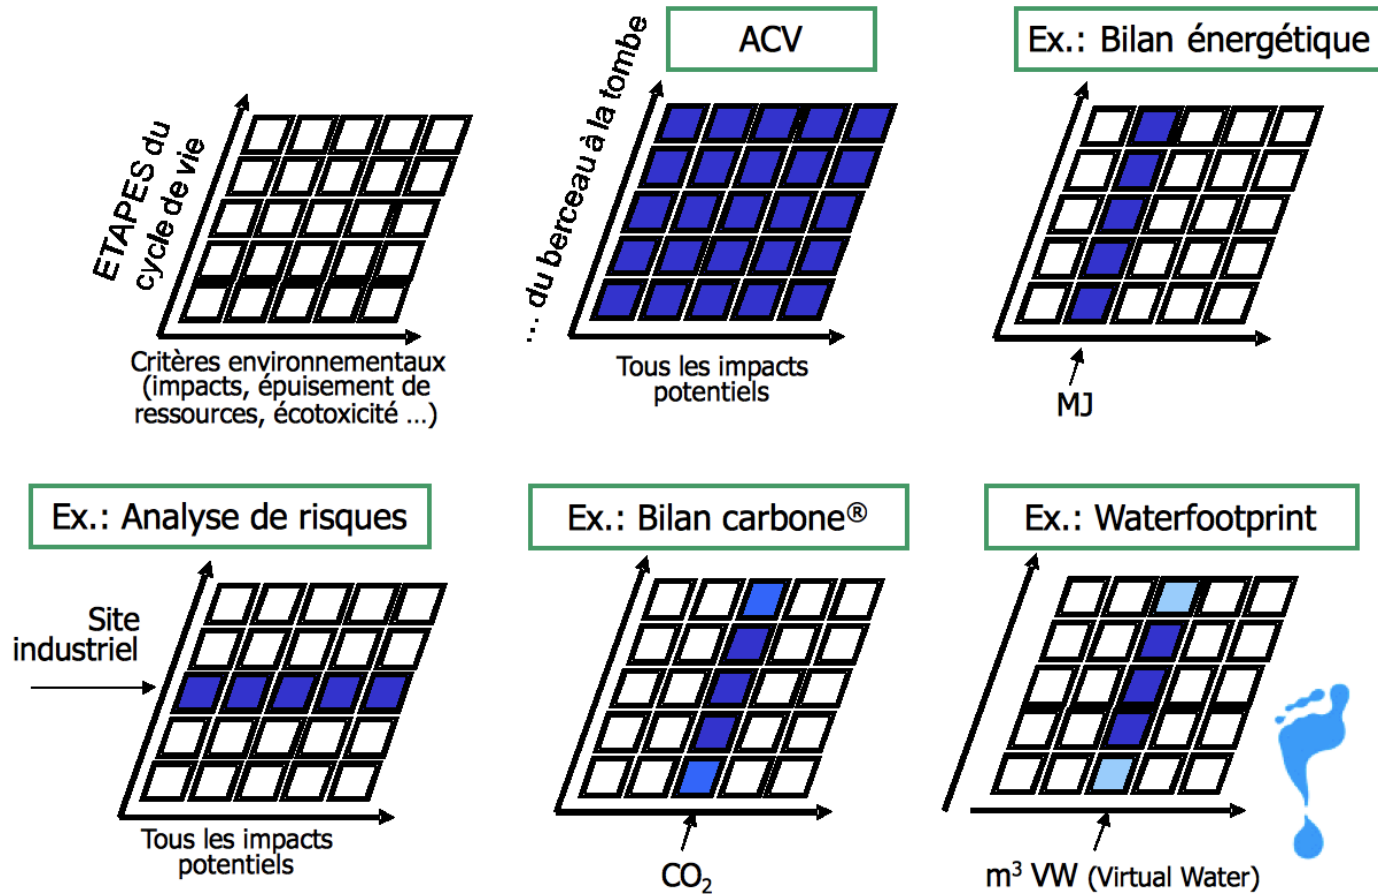 ACV
Ex.: Bilan énergétique
ETAPES du
cycle de vie
... du berceau à la tombe
Critères environnementaux
(impacts, épuisement de
ressources, écotoxicité ...)
Tous les impacts
potentiels
MJ
Ex.: Analyse de risques
Ex.: Bilan carbone®
Ex.: Waterfootprint
Site
industriel
Tous les impacts
potentiels
CO₂
m³ VW (Virtual Water)